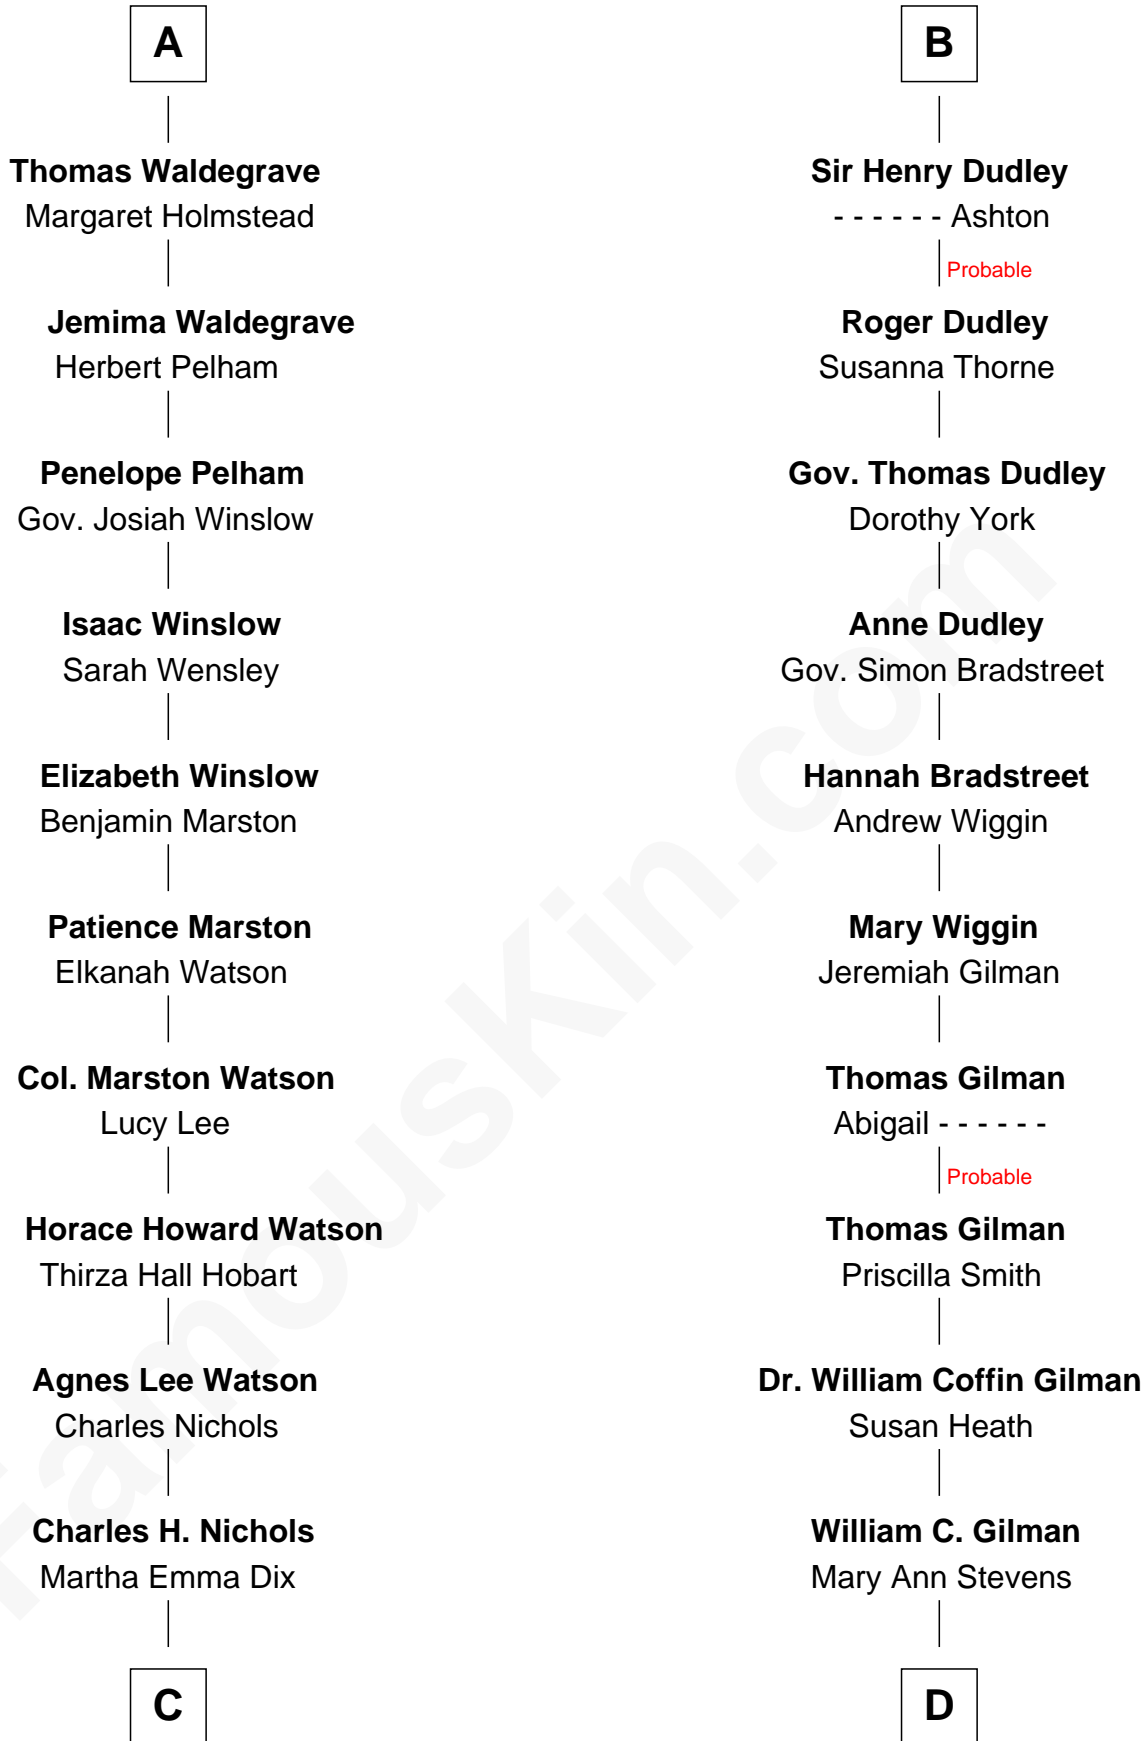 A
Thomas Waldegrave
Margaret Holmstead
Jemima Waldegrave
Herbert Pelham
Penelope Pelham
Gov. Josiah Winslow
Isaac Winslow
Sarah Wensley
Elizabeth Winslow
Benjamin Marston
Patience Marston
Elkanah Watson
Col. Marston Watson
Lucy Lee
Horace Howard Watson
Thirza Hall Hobart
Agnes Lee Watson
Charles Nichols
Charles H. Nichols
Martha Emma Dix
C
B
Sir Henry Dudley
- - - - - - Ashton
Probable
Roger Dudley
Susanna Thorne
Gov. Thomas Dudley
Dorothy York
Anne Dudley
Gov. Simon Bradstreet
Hannah Bradstreet
Andrew Wiggin
Mary Wiggin
Jeremiah Gilman
Thomas Gilman
Abigail - - - - - -
Probable
Thomas Gilman
Priscilla Smith
Dr. William Coffin Gilman
Susan Heath
William C. Gilman
Mary Ann Stevens
D
FamousKin.com